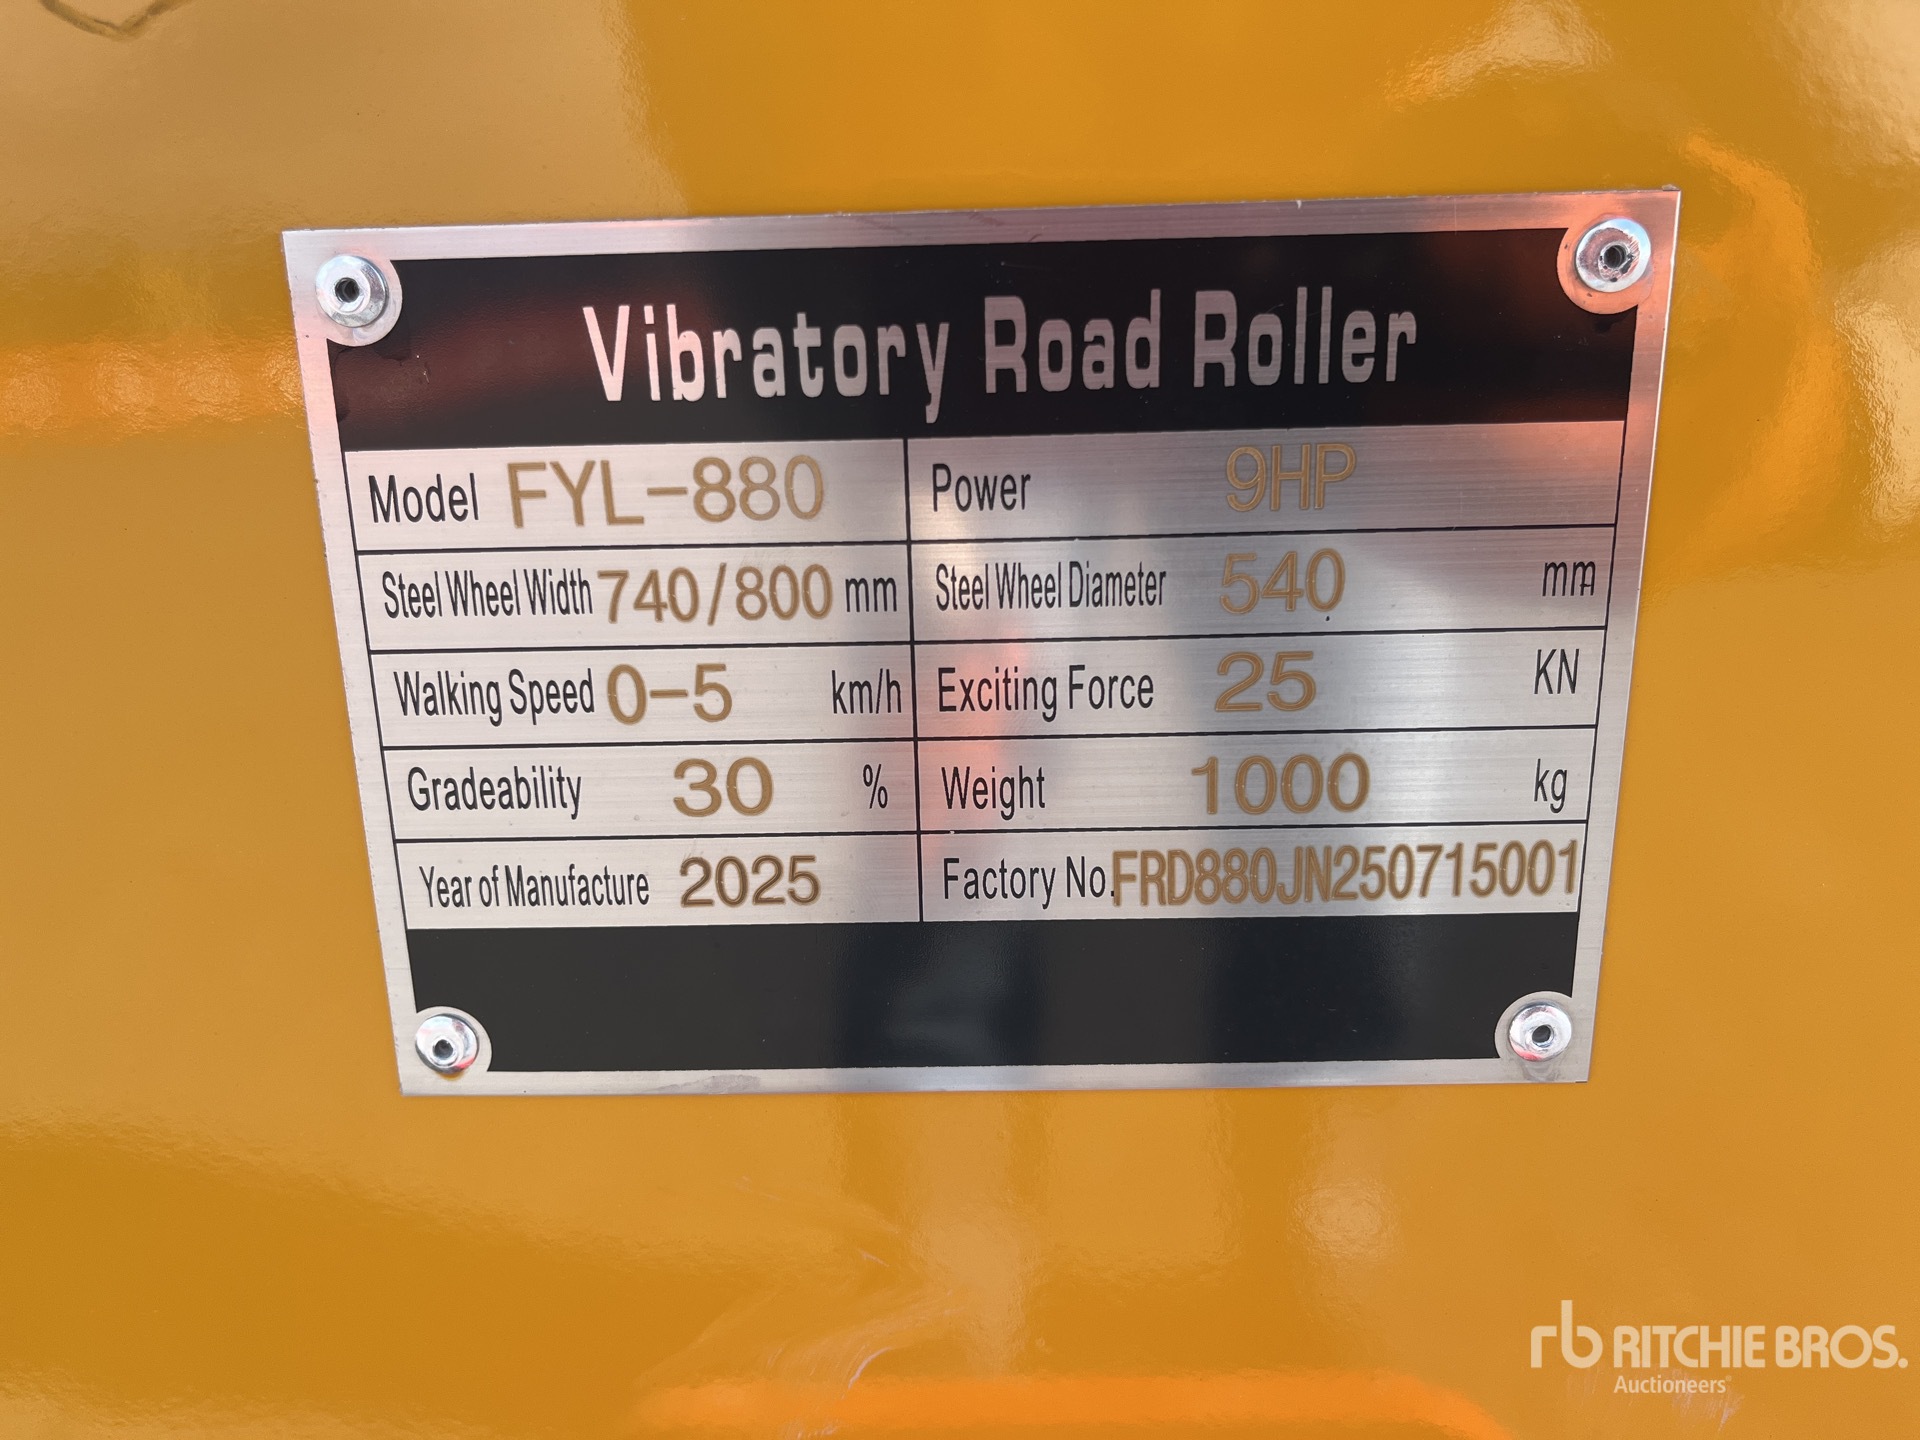 Vibratory Road Roller
Model FYL-880 Power 9HP
Steel Wheel Width 740/800 mm Steel Wheel Diameter 540 mm
Walking Speed 0-5 km/h Exciting Force 25 KN
Gradeability 30 % Weight 1000 kg
Year of Manufacture 2025 Factory No. FRD880JN250715001
rb RITCHIE BROS.
Auctioneers